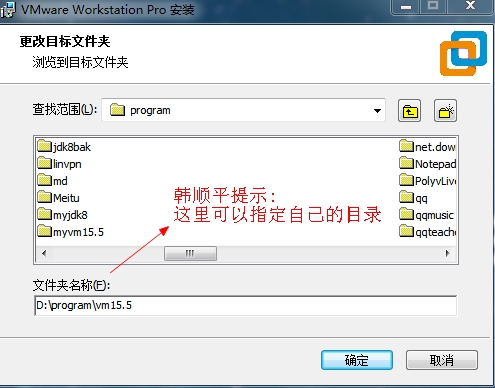 VMware Workstation Pro 安装
更改目标文件夹
浏览到目标文件夹
查找范围(L):
program
jdk8bak
linvpn
md
Meitu
myjdk8
myvm15.5
net.dow
Notepad
PolyvLive
qq
qqmusic
qqteache
韩顺平提示:
这里可以指定自己的目录
文件夹名称(F):
D:\program\vm15.5
确定
取消